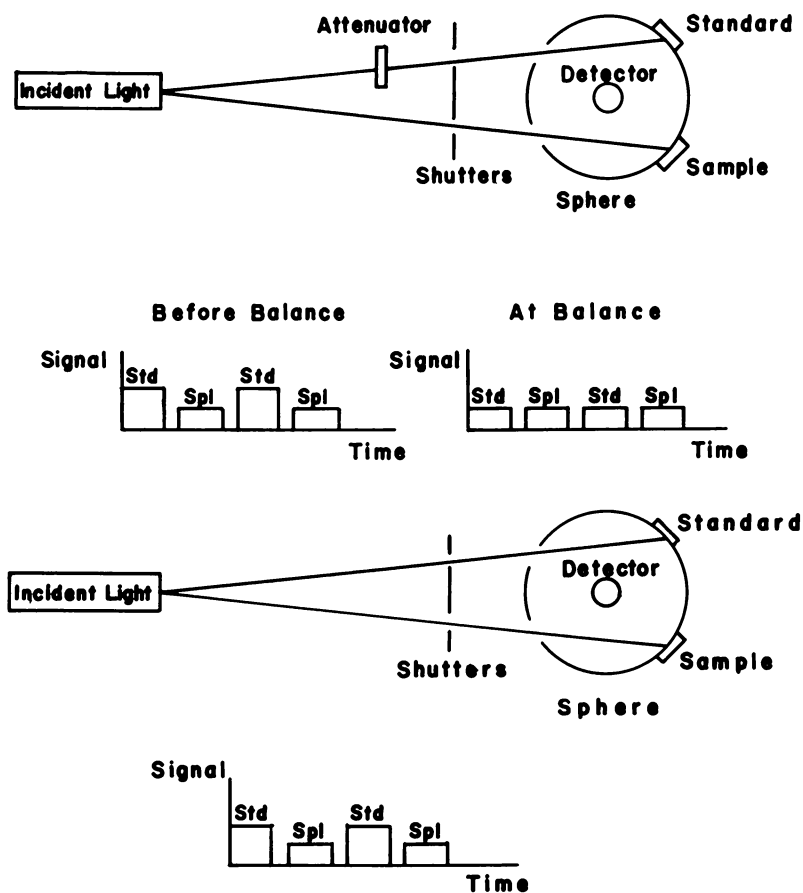 Attenuator
Standard
Incident Light
Detector
Shutters
Sample
Sphere
Before Balance
At Balance
Signal
Std
Spl
Std
Spl
Time
Signal
Std
Spl
Std
Spl
Time
Standard
Incident Light
Detector
Shutters
Sample
Sphere
Signal
Std
Spl
Std
Spl
Time